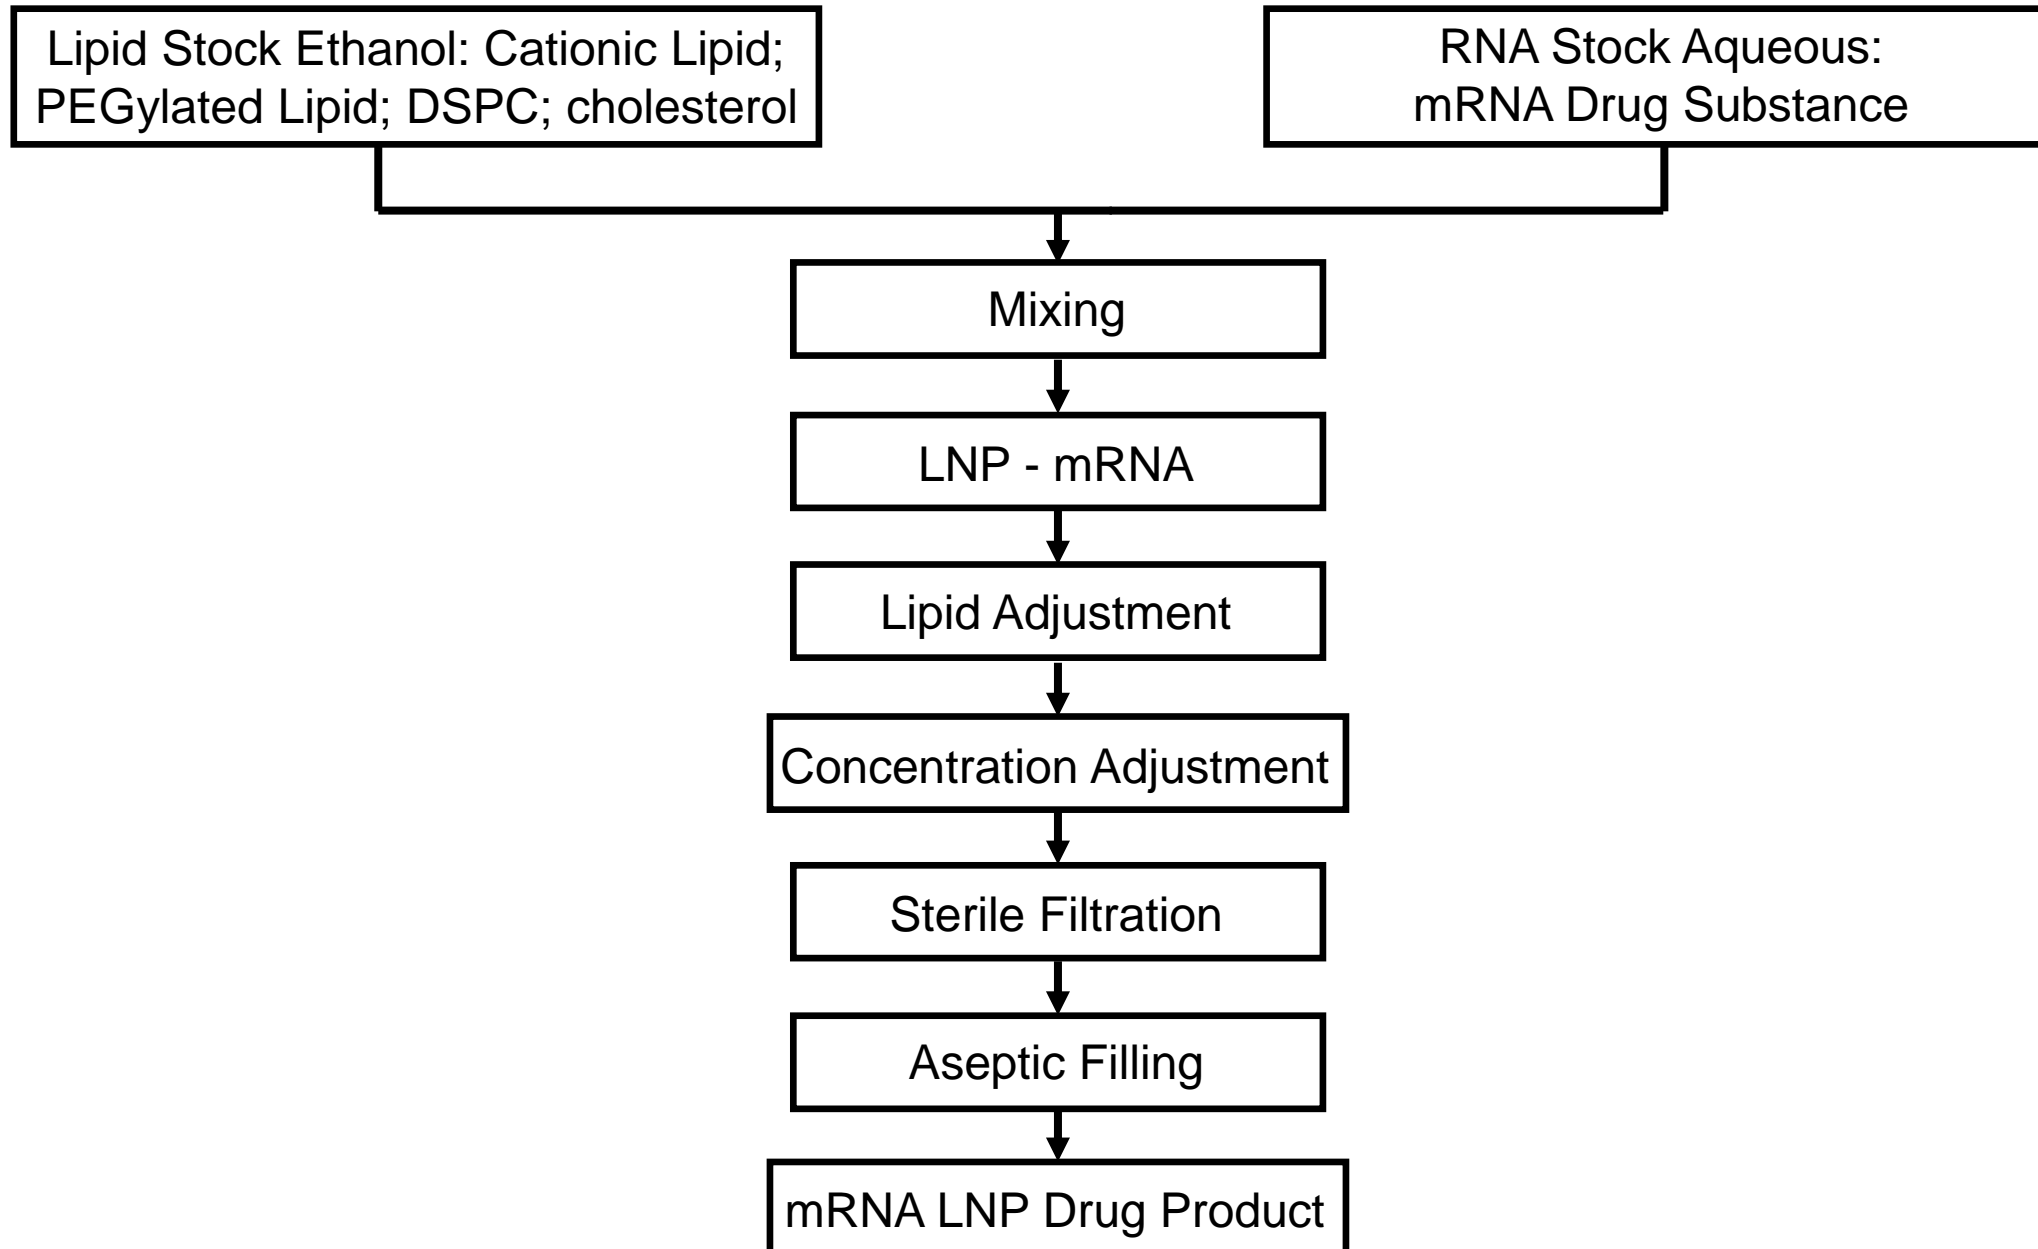 Lipid Stock Ethanol: Cationic Lipid;
PEGylated Lipid; DSPC; cholesterol
RNA Stock Aqueous:
mRNA Drug Substance
Mixing
LNP - mRNA
Lipid Adjustment
Concentration Adjustment
Sterile Filtration
Aseptic Filling
mRNA LNP Drug Product